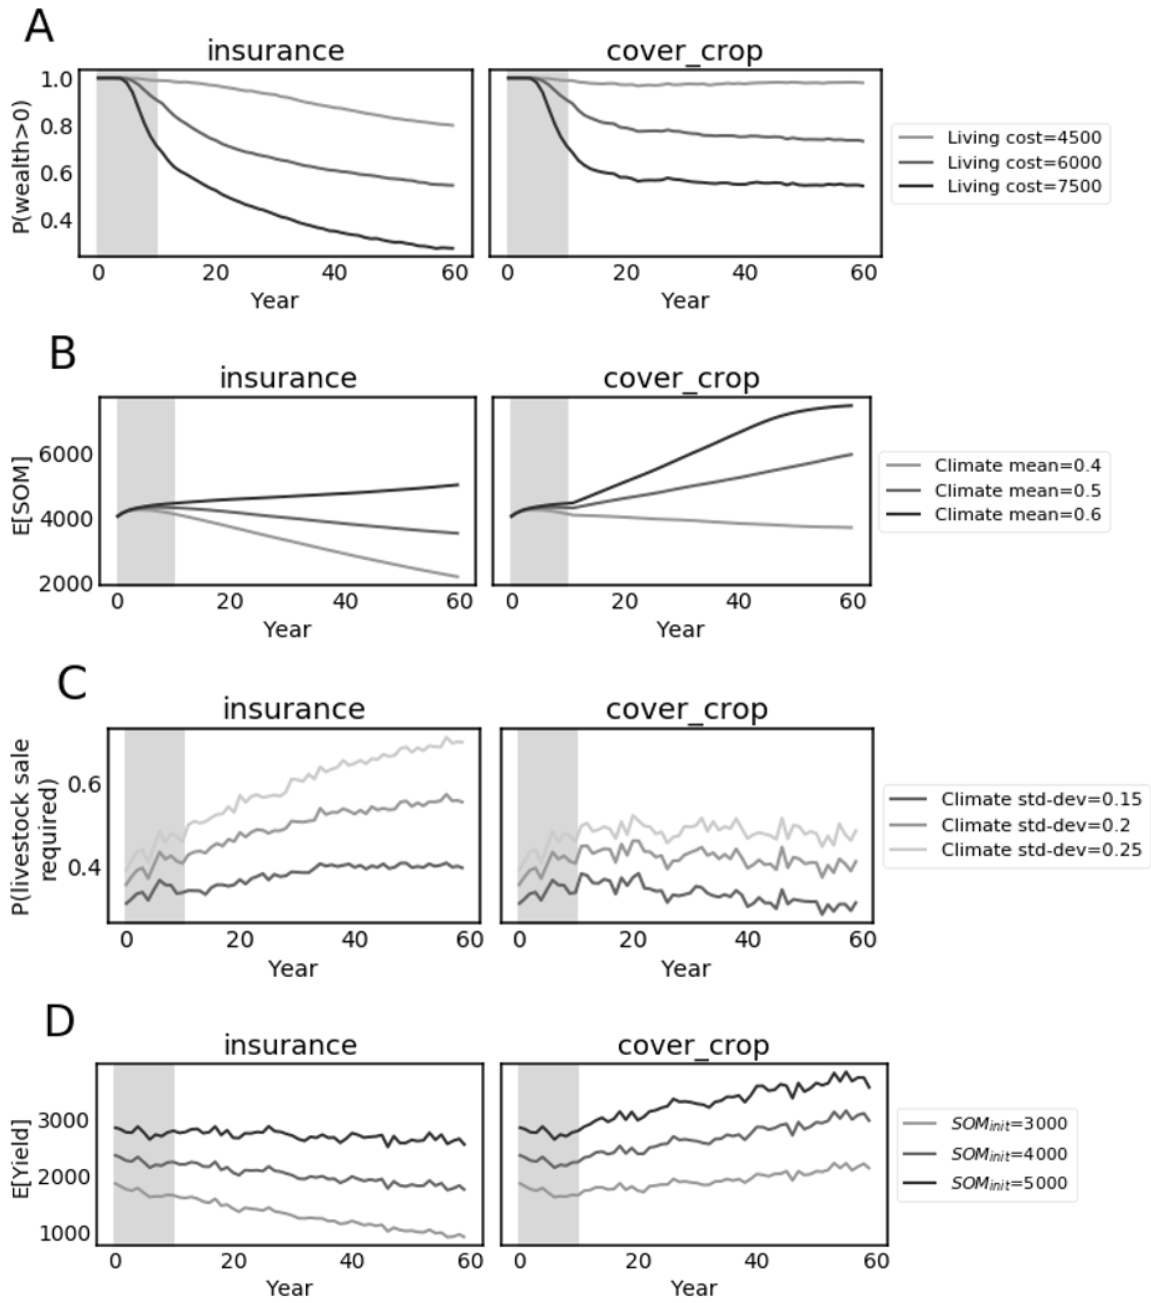 A
insurance cover_crop
P(wealth>0)
1.0
0.8
0.6
0.4
0 20 40 60 0 20 40 60
Year Year
Living cost=4500
Living cost=6000
Living cost=7500
B
insurance cover_crop
E[SOM]
6000
4000
2000
0 20 40 60 0 20 40 60
Year Year
Climate mean=0.4
Climate mean=0.5
Climate mean=0.6
C
insurance cover_crop
P(livestock sale
required)
0.6
0.4
0 20 40 60 0 20 40 60
Year Year
Climate std-dev=0.15
Climate std-dev=0.2
Climate std-dev=0.25
D
insurance cover_crop
E[Yield]
3000
2000
1000
0 20 40 60 0 20 40 60
Year Year
SOMinit=3000
SOMinit=4000
SOMinit=5000